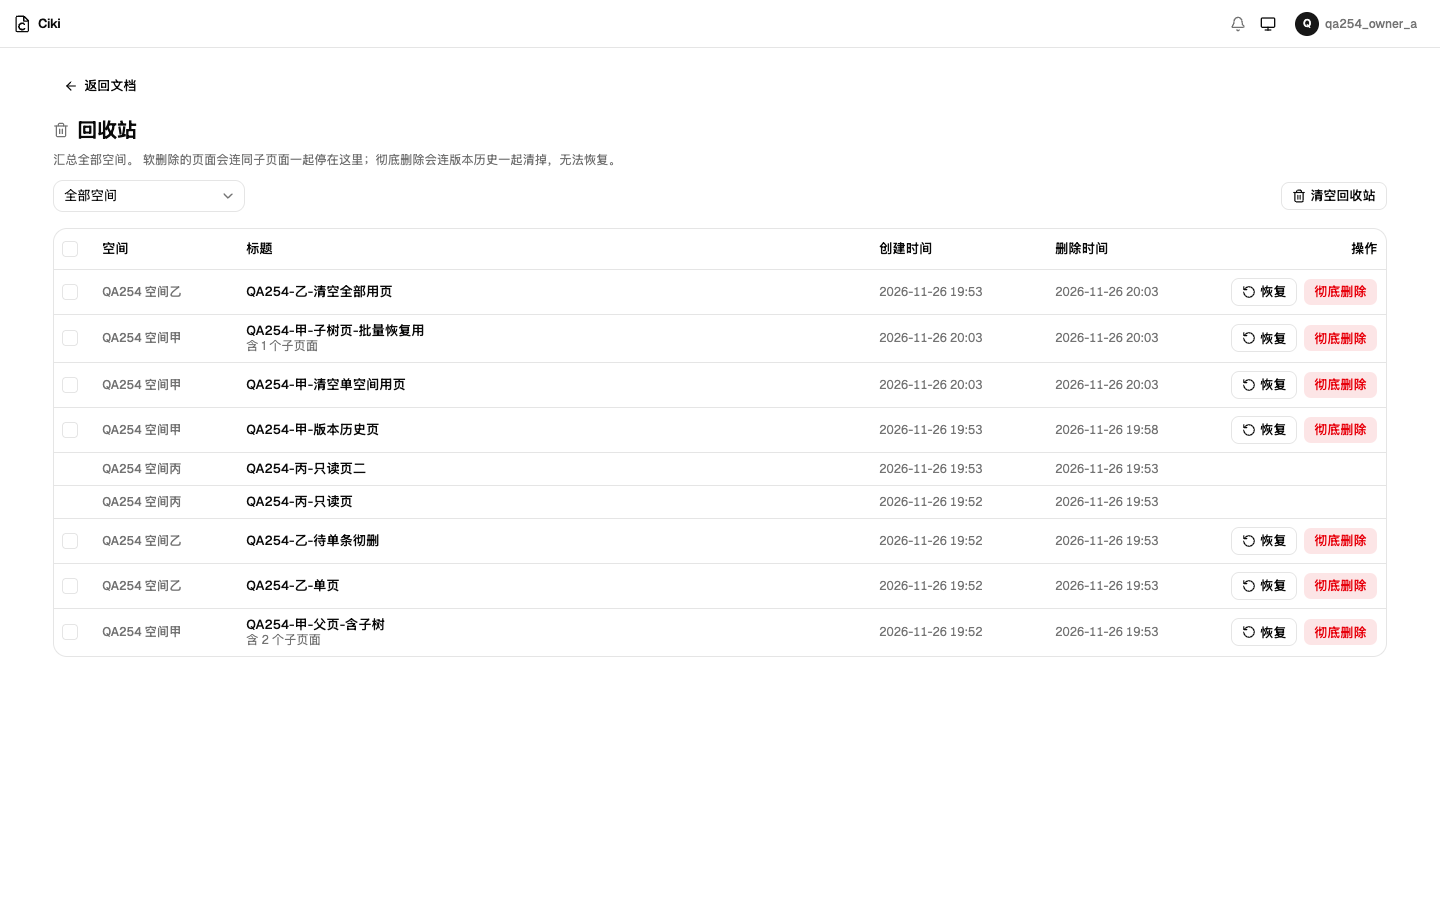 Ciki
Q qa254_owner_a
返回文档
回收站
汇总全部空间。 软删除的页面会连同子页面一起停在这里；彻底删除会连版本历史一起清掉，无法恢复。
全部空间
清空回收站
空间 标题 创建时间 删除时间 操作
QA254 空间乙 QA254-乙-清空全部用页 2026-11-26 19:53 2026-11-26 20:03 恢复 彻底删除
QA254 空间甲 QA254-甲-子树页-批量恢复用 2026-11-26 20:03 2026-11-26 20:03 恢复 彻底删除
含 1 个子页面
QA254 空间甲 QA254-甲-清空单空间用页 2026-11-26 20:03 2026-11-26 20:03 恢复 彻底删除
QA254 空间甲 QA254-甲-版本历史页 2026-11-26 19:53 2026-11-26 19:58 恢复 彻底删除
QA254 空间丙 QA254-丙-只读页二 2026-11-26 19:53 2026-11-26 19:53
QA254 空间丙 QA254-丙-只读页 2026-11-26 19:52 2026-11-26 19:53
QA254 空间乙 QA254-乙-待单条彻删 2026-11-26 19:52 2026-11-26 19:53 恢复 彻底删除
QA254 空间乙 QA254-乙-单页 2026-11-26 19:52 2026-11-26 19:53 恢复 彻底删除
QA254 空间甲 QA254-甲-父页-含子树 2026-11-26 19:52 2026-11-26 19:53 恢复 彻底删除
含 2 个子页面